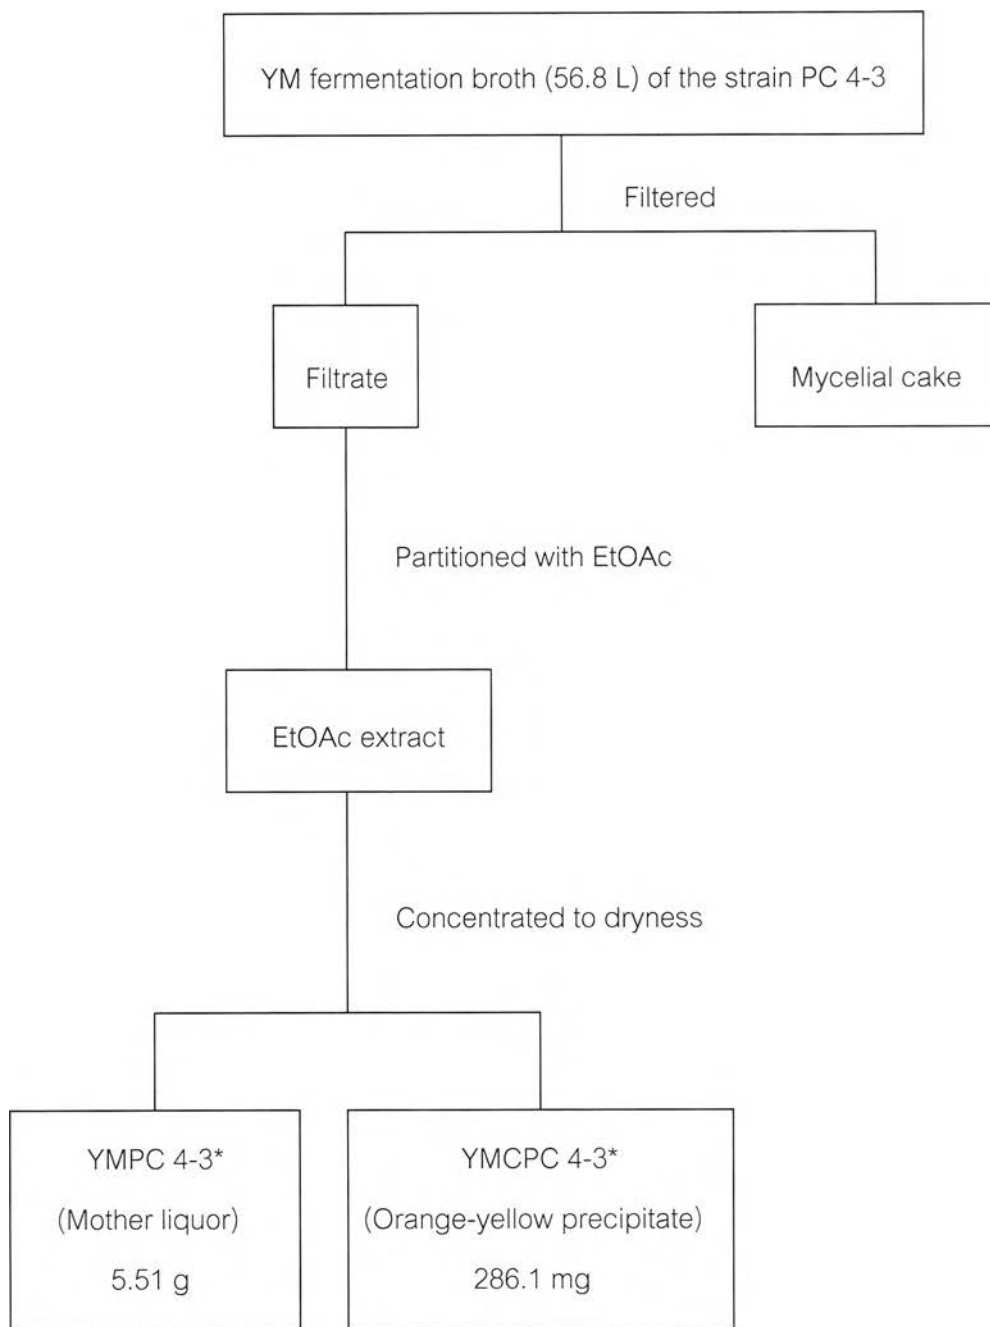 YM fermentation broth (56.8 L) of the strain PC 4-3
Filtered
Filtrate
Mycelial cake
Partitioned with EtOAc
EtOAc extract
Concentrated to dryness
YMPC 4-3*
(Mother liquor)
5.51 g
YMCPC 4-3*
(Orange-yellow precipitate)
286.1 mg